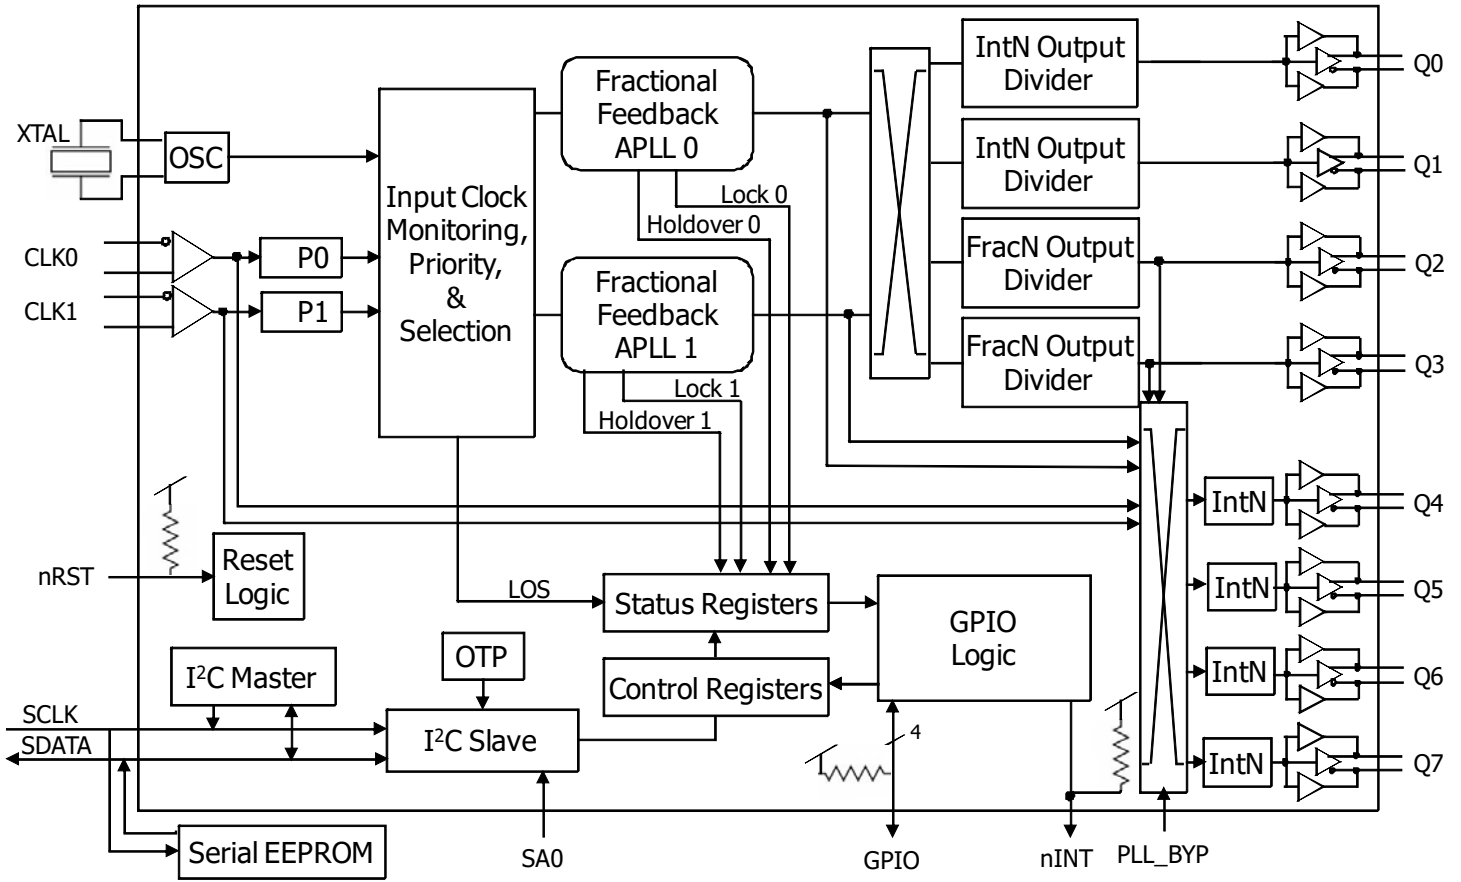 XTAL
OSC
CLK0
CLK1
P0
P1
Input Clock
Monitoring,
Priority,
&
Selection
Fractional
Feedback
APLL 0
Lock 0
Holdover 0
Fractional
Feedback
APLL 1
Lock 1
Holdover 1
IntN Output
Divider
IntN Output
Divider
FracN Output
Divider
FracN Output
Divider
Q0
Q1
Q2
Q3
IntN
Q4
IntN
Q5
IntN
Q6
IntN
Q7
nRST
Reset
Logic
LOS
Status Registers
GPIO
Logic
OTP
Control Registers
I²C Master
SCLK
SDATA
I²C Slave
4
Serial EEPROM
SA0
GPIO
nINT
PLL_BYP